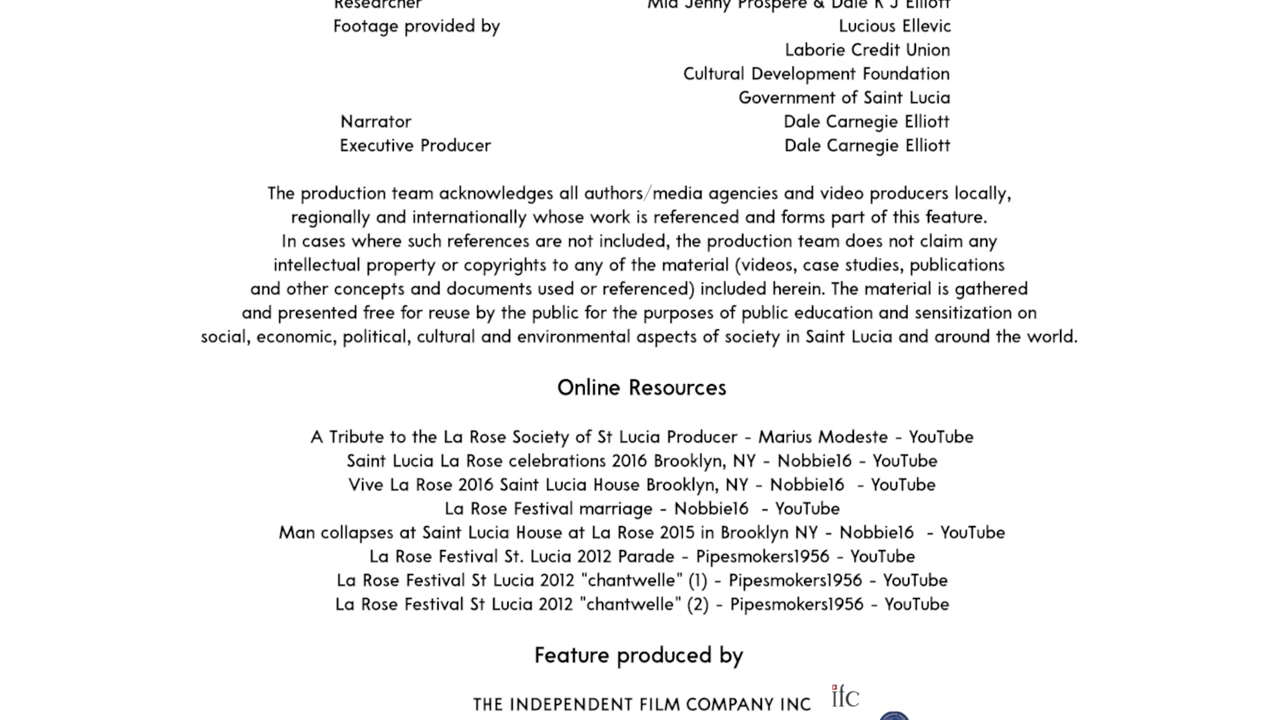 Researcher Mia Jenny Prospere & Dale K J Elliott
Footage provided by Lucious Ellevic
Laborie Credit Union
Cultural Development Foundation
Government of Saint Lucia
Narrator Dale Carnegie Elliott
Executive Producer Dale Carnegie Elliott
The production team acknowledges all authors/media agencies and video producers locally,
regionally and internationally whose work is referenced and forms part of this feature.
In cases where such references are not included, the production team does not claim any
intellectual property or copyrights to any of the material (videos, case studies, publications
and other concepts and documents used or referenced) included herein. The material is gathered
and presented free for reuse by the public for the purposes of public education and sensitization on
social, economic, political, cultural and environmental aspects of society in Saint Lucia and around the world.
Online Resources
A Tribute to the La Rose Society of St Lucia Producer - Marius Modeste - YouTube
Saint Lucia La Rose celebrations 2016 Brooklyn, NY - Nobbie16 - YouTube
Vive La Rose 2016 Saint Lucia House Brooklyn, NY - Nobbie16 - YouTube
La Rose Festival marriage - Nobbie16 - YouTube
Man collapses at Saint Lucia House at La Rose 2015 in Brooklyn NY - Nobbie16 - YouTube
La Rose Festival St. Lucia 2012 Parade - Pipesmokers1956 - YouTube
La Rose Festival St Lucia 2012 "chantwelle" (1) - Pipesmokers1956 - YouTube
La Rose Festival St Lucia 2012 "chantwelle" (2) - Pipesmokers1956 - YouTube
Feature produced by
THE INDEPENDENT FILM COMPANY INC ifc